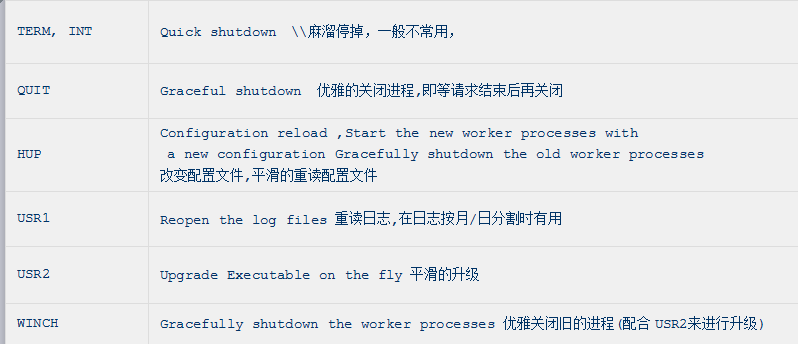 TERM, INT Quick shutdown \\麻溜停掉，一般不常用，
QUIT Graceful shutdown 优雅的关闭进程,即等请求结束后再关闭
Configuration reload ,Start the new worker processes with
HUP a new configuration Gracefully shutdown the old worker processes
改变配置文件,平滑的重读配置文件
USR1 Reopen the log files 重读日志,在日志按月/日分割时有用
USR2 Upgrade Executable on the fly 平滑的升级
WINCH Gracefully shutdown the worker processes 优雅关闭旧的进程(配合 USR2来进行升级)